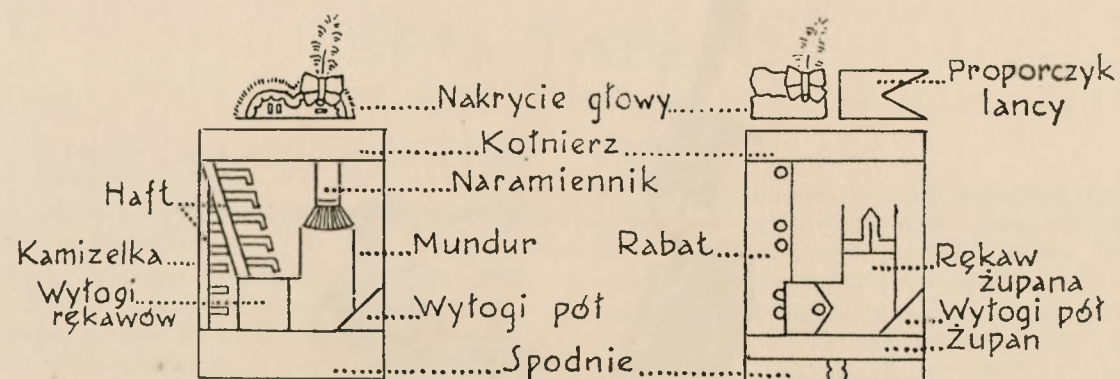 Nakrycie głowy
Proporczyk
lancy
Kołnierz
Haft
Naramiennik
Kamizelka
Mundur
Rabat
Rękaw
żupana
Wyłogi
rękawów
Wyłogi pół
Wyłogi pół
Żupan
Spodnie